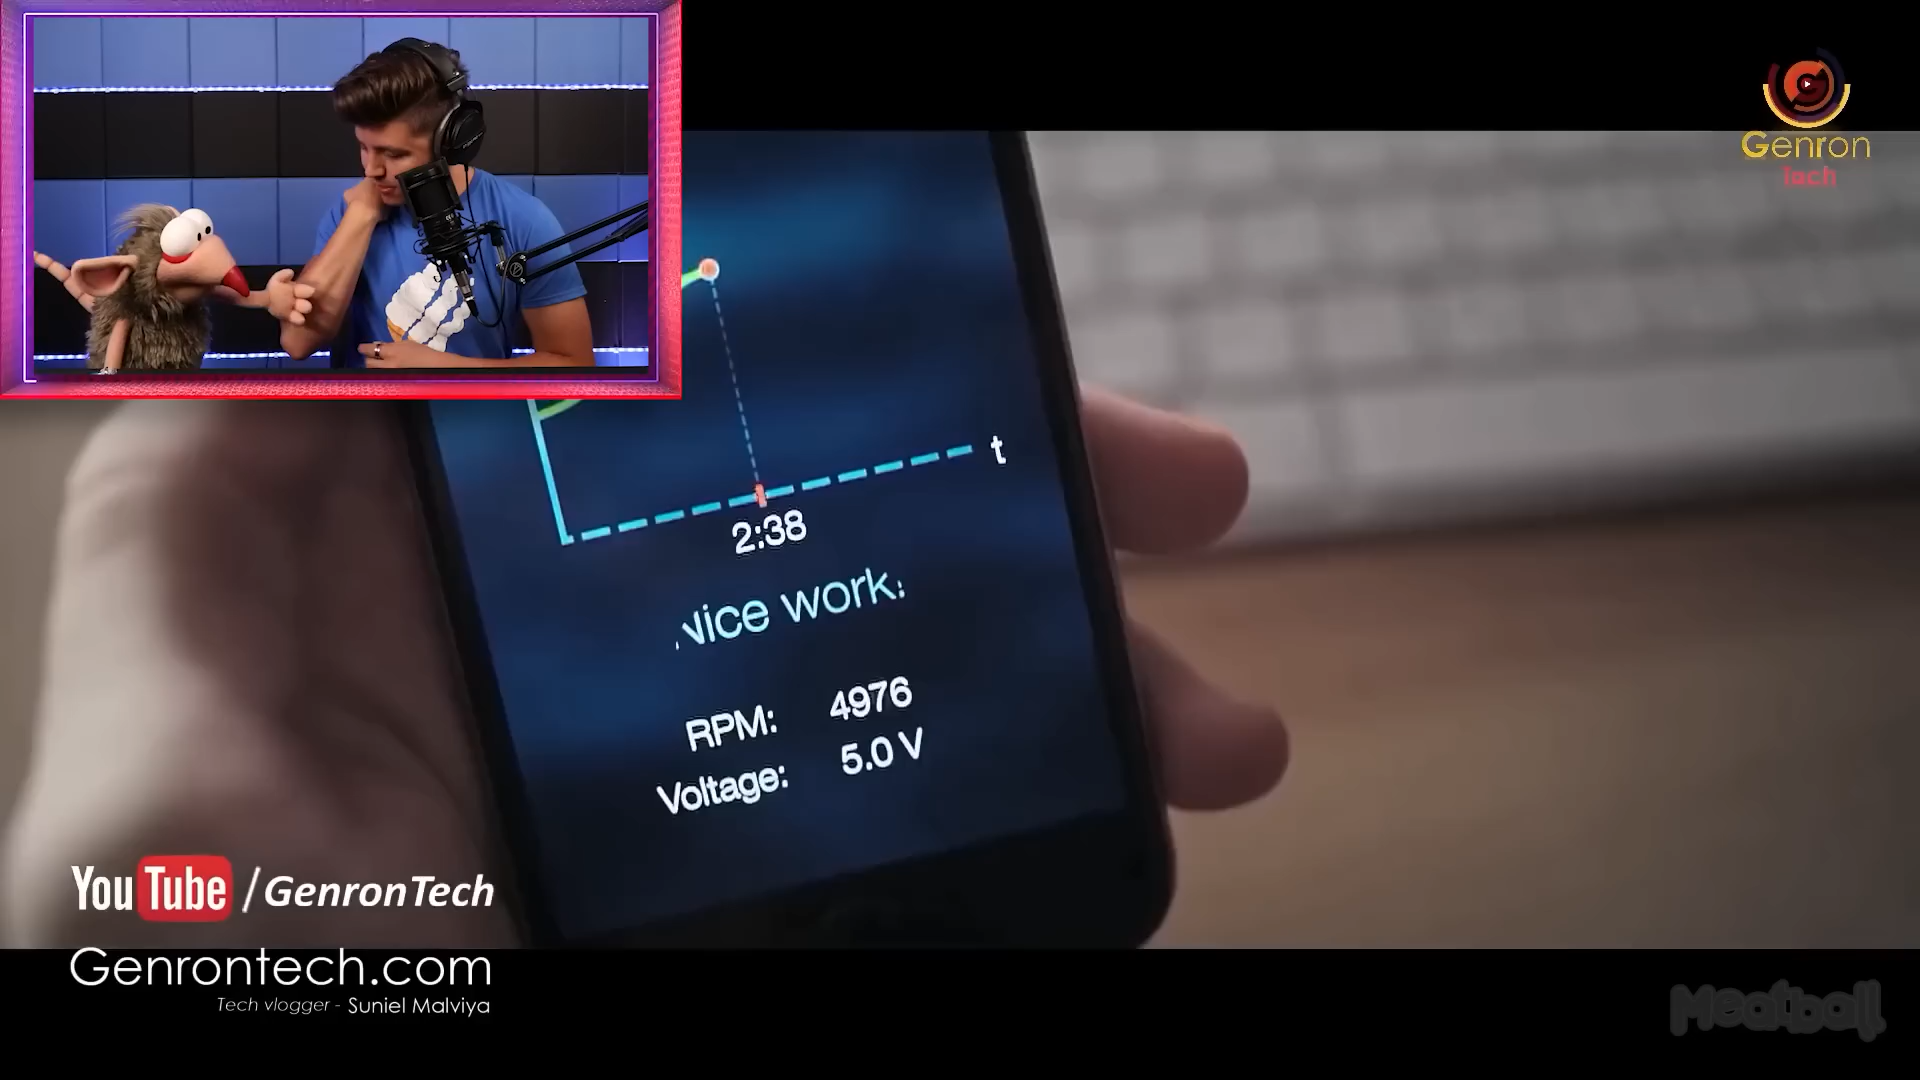 Genron
Tech
t
2:38
Nice work.
RPM: 4976
Voltage: 5.0 V
YouTube /GenronTech
Genrontech.com
Tech vlogger - Suniel Malviya
Meatball